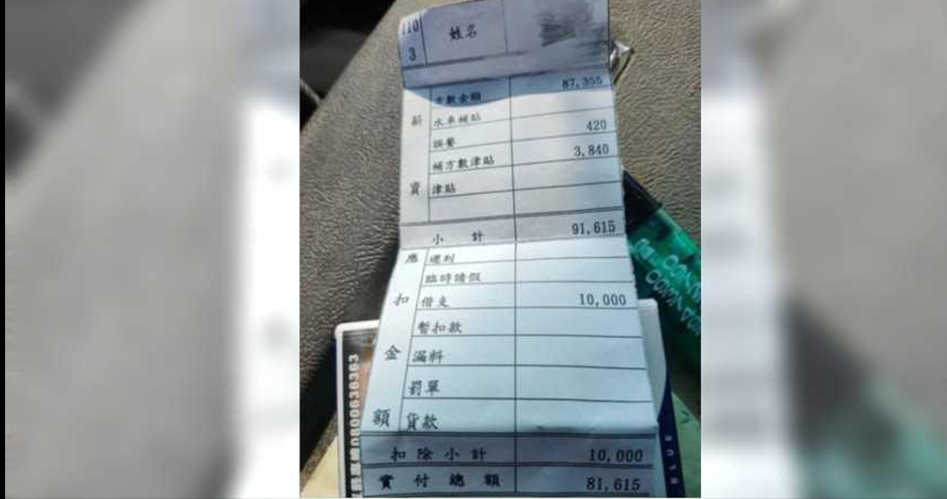 110
3 姓名
方數金額 87,355
薪 水車補貼
誤餐 420
補方數津貼 3,840
資 津貼
小計 91,615
應 遲到
臨時請假
扣 借支 10,000
暫扣款
金 漏料
罰單
額 貸款
扣除小計 10,000
實付總額 81,615
0800636363